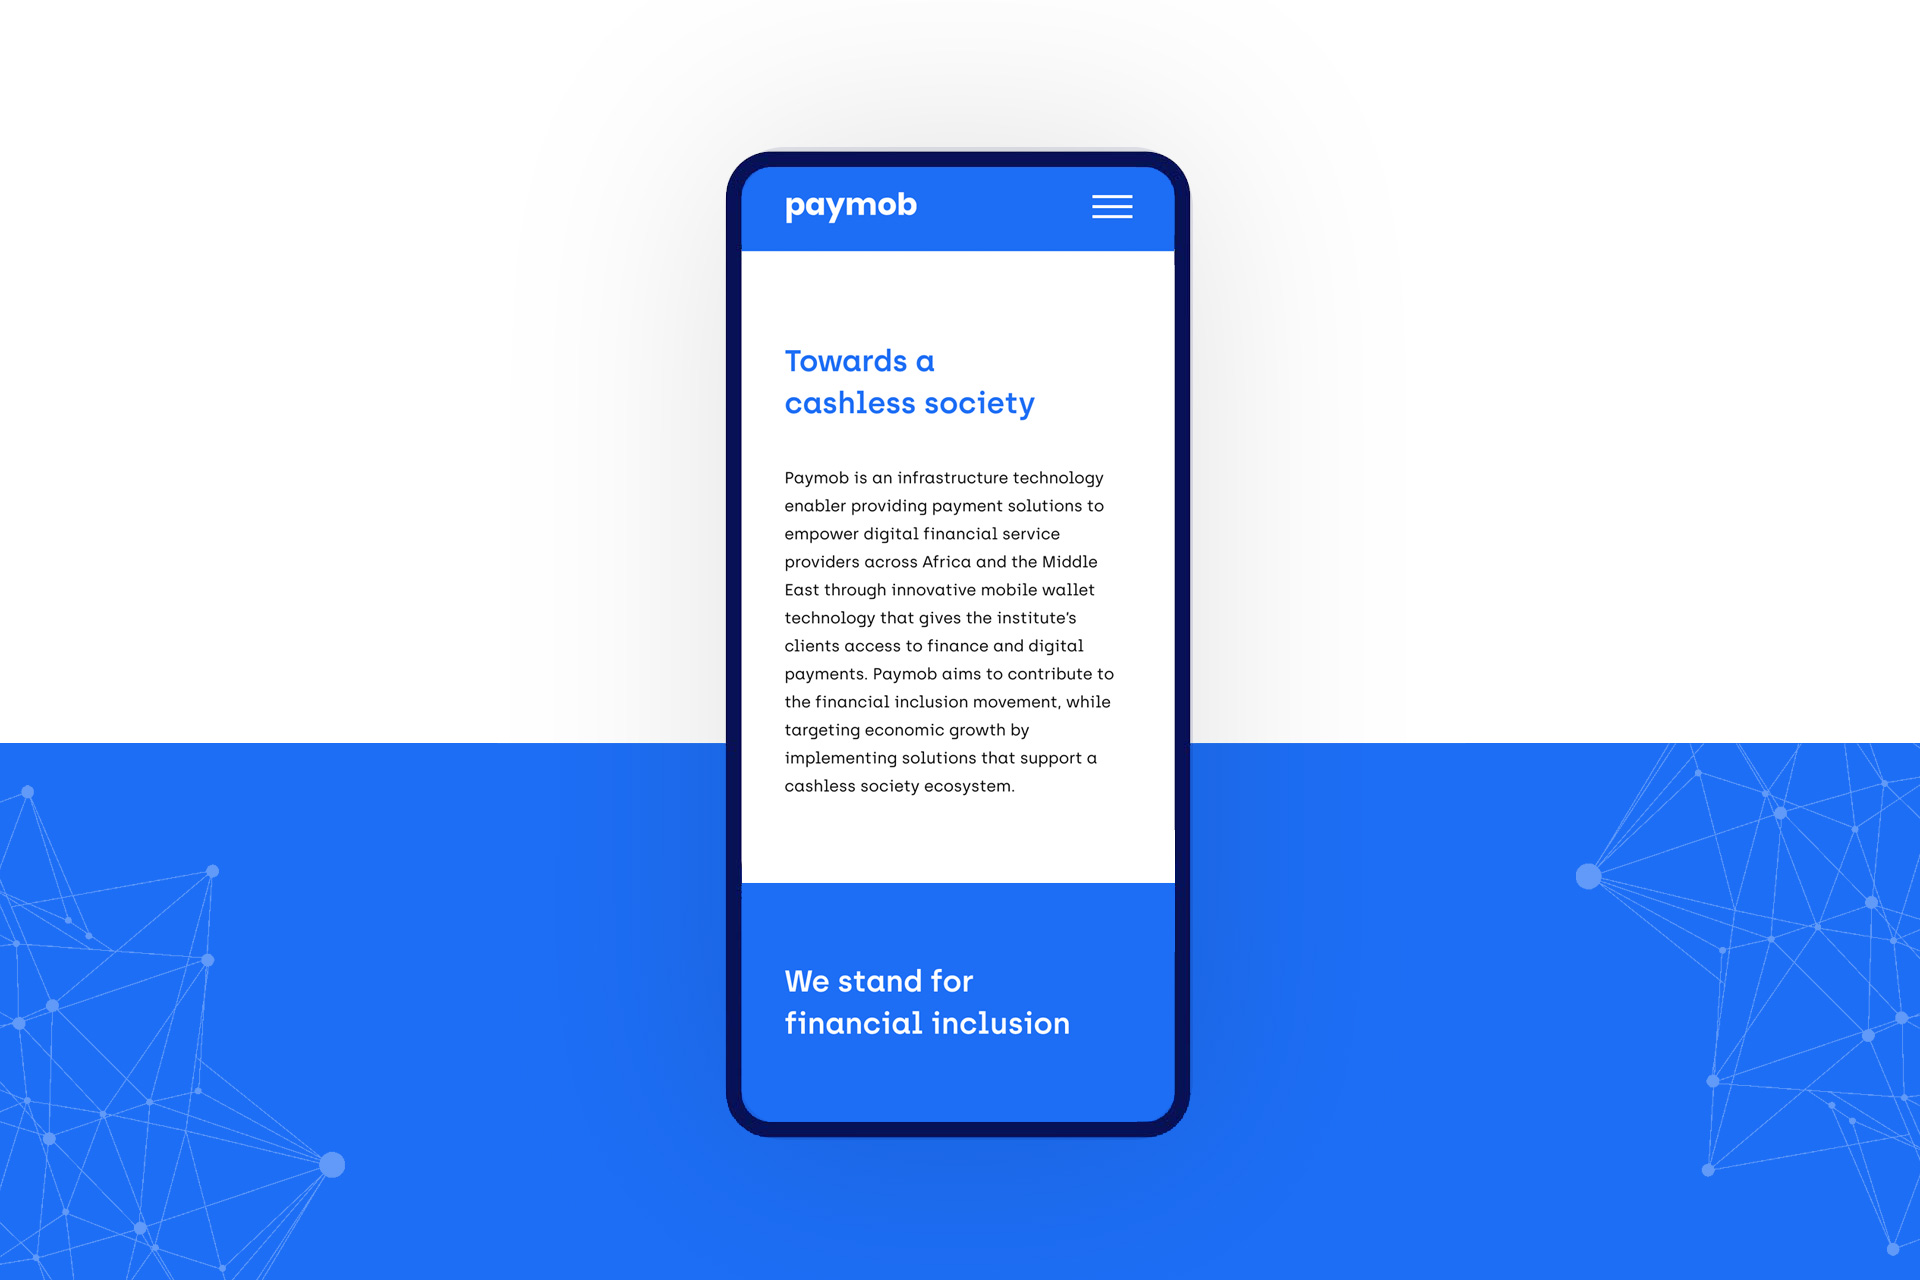 paymob
Towards a
cashless society
Paymob is an infrastructure technology
enabler providing payment solutions to
empower digital financial service
providers across Africa and the Middle
East through innovative mobile wallet
technology that gives the institute's
clients access to finance and digital
payments. Paymob aims to contribute to
the financial inclusion movement, while
targeting economic growth by
implementing solutions that support a
cashless society ecosystem.
We stand for
financial inclusion